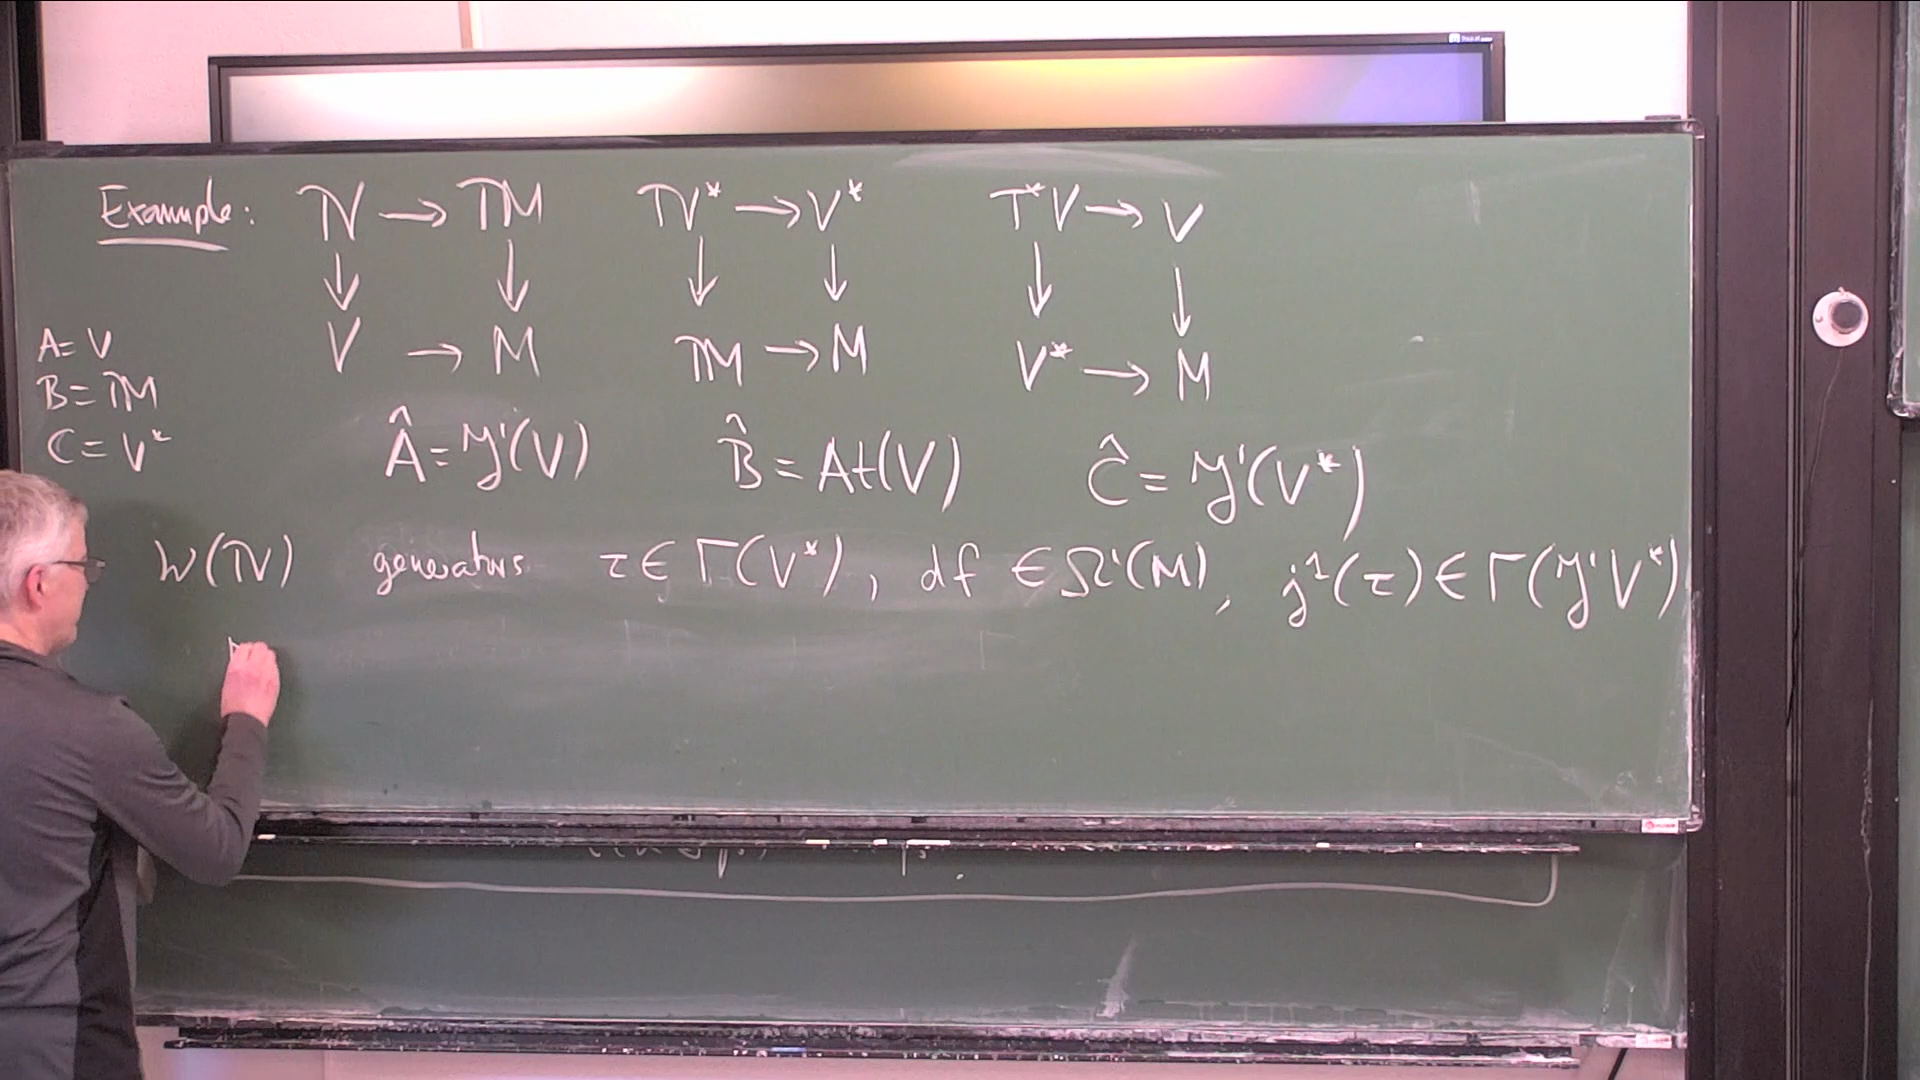 Example: TV → TM TV* → V* T*V → V
↓ ↓ ↓ ↓ ↓ ↓
V → M TM → M V* → M
A = V
B = TM
C = V*
Â = J¹(V) B̂ = At(V) Ĉ = J¹(V*)
W(TV) generators τ ∈ Γ(V*), df ∈ Ω¹(M), j¹(τ) ∈ Γ(J¹V*)